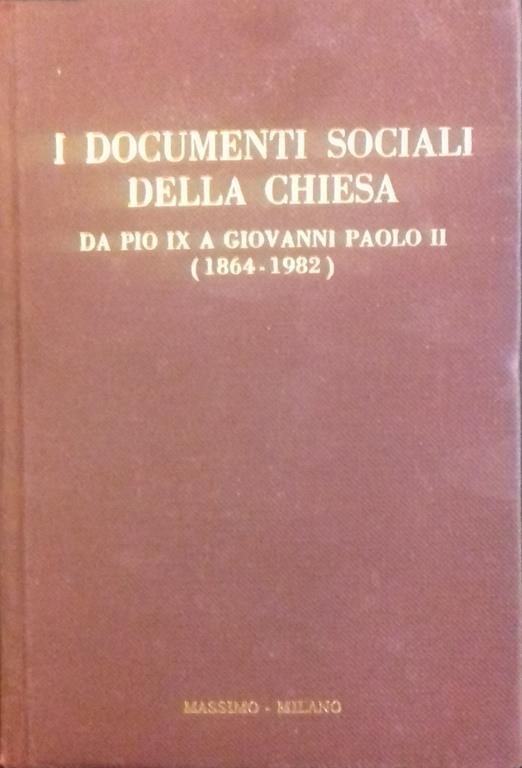 I DOCUMENTI SOCIALI
DELLA CHIESA
DA PIO IX A GIOVANNI PAOLO II
(1864-1982)
MASSIMO - MILANO